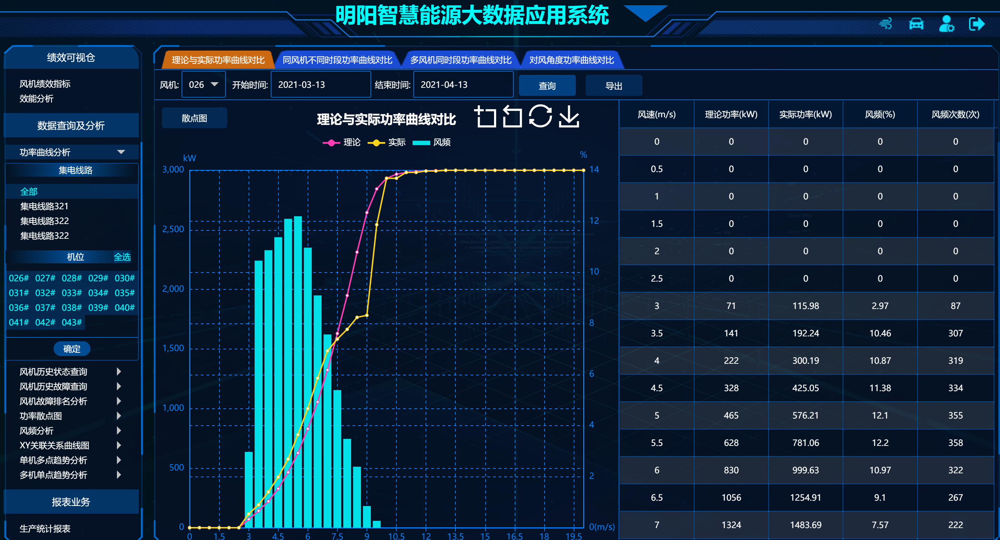 明阳智慧能源大数据应用系统
绩效可视仓
风机绩效指标
效能分析
数据查询及分析
功率曲线分析
集电线路
全部
集电线路321
集电线路322
集电线路322
机位 全选
026# 027# 028# 029# 030#
031# 032# 033# 034# 035#
036# 037# 038# 039# 040#
041# 042# 043#
确定
风机历史状态查询
风机历史故障查询
风机故障排名分析
功率散点图
风频分析
XY关联关系曲线图
单机多点趋势分析
多机单点趋势分析
报表业务
生产统计报表
理论与实际功率曲线对比 同风机不同时段功率曲线对比 多风机同时段功率曲线对比 对风角度功率曲线对比
风机: 026 开始时间: 2021-03-13 结束时间: 2021-04-13 查询 导出
散点图
理论与实际功率曲线对比
理论 实际 风频
kW
3,000
2,500
2,000
1,500
1,000
500
0
%
14
12
10
8
6
4
2
0(m/s)
0 1.5 3 4.5 6 7.5 9 10.5 12 13.5 15 16.5 18 19.5
风速(m/s) 理论功率(kW) 实际功率(kW) 风频(%) 风频次数(次)
0 0 0 0 0
0.5 0 0 0 0
1 0 0 0 0
1.5 0 0 0 0
2 0 0 0 0
2.5 0 0 0 0
3 71 115.98 2.97 87
3.5 141 192.24 10.46 307
4 222 300.19 10.87 319
4.5 328 425.05 11.38 334
5 465 576.21 12.1 355
5.5 628 781.06 12.2 358
6 830 999.63 10.97 322
6.5 1056 1254.91 9.1 267
7 1324 1483.69 7.57 222